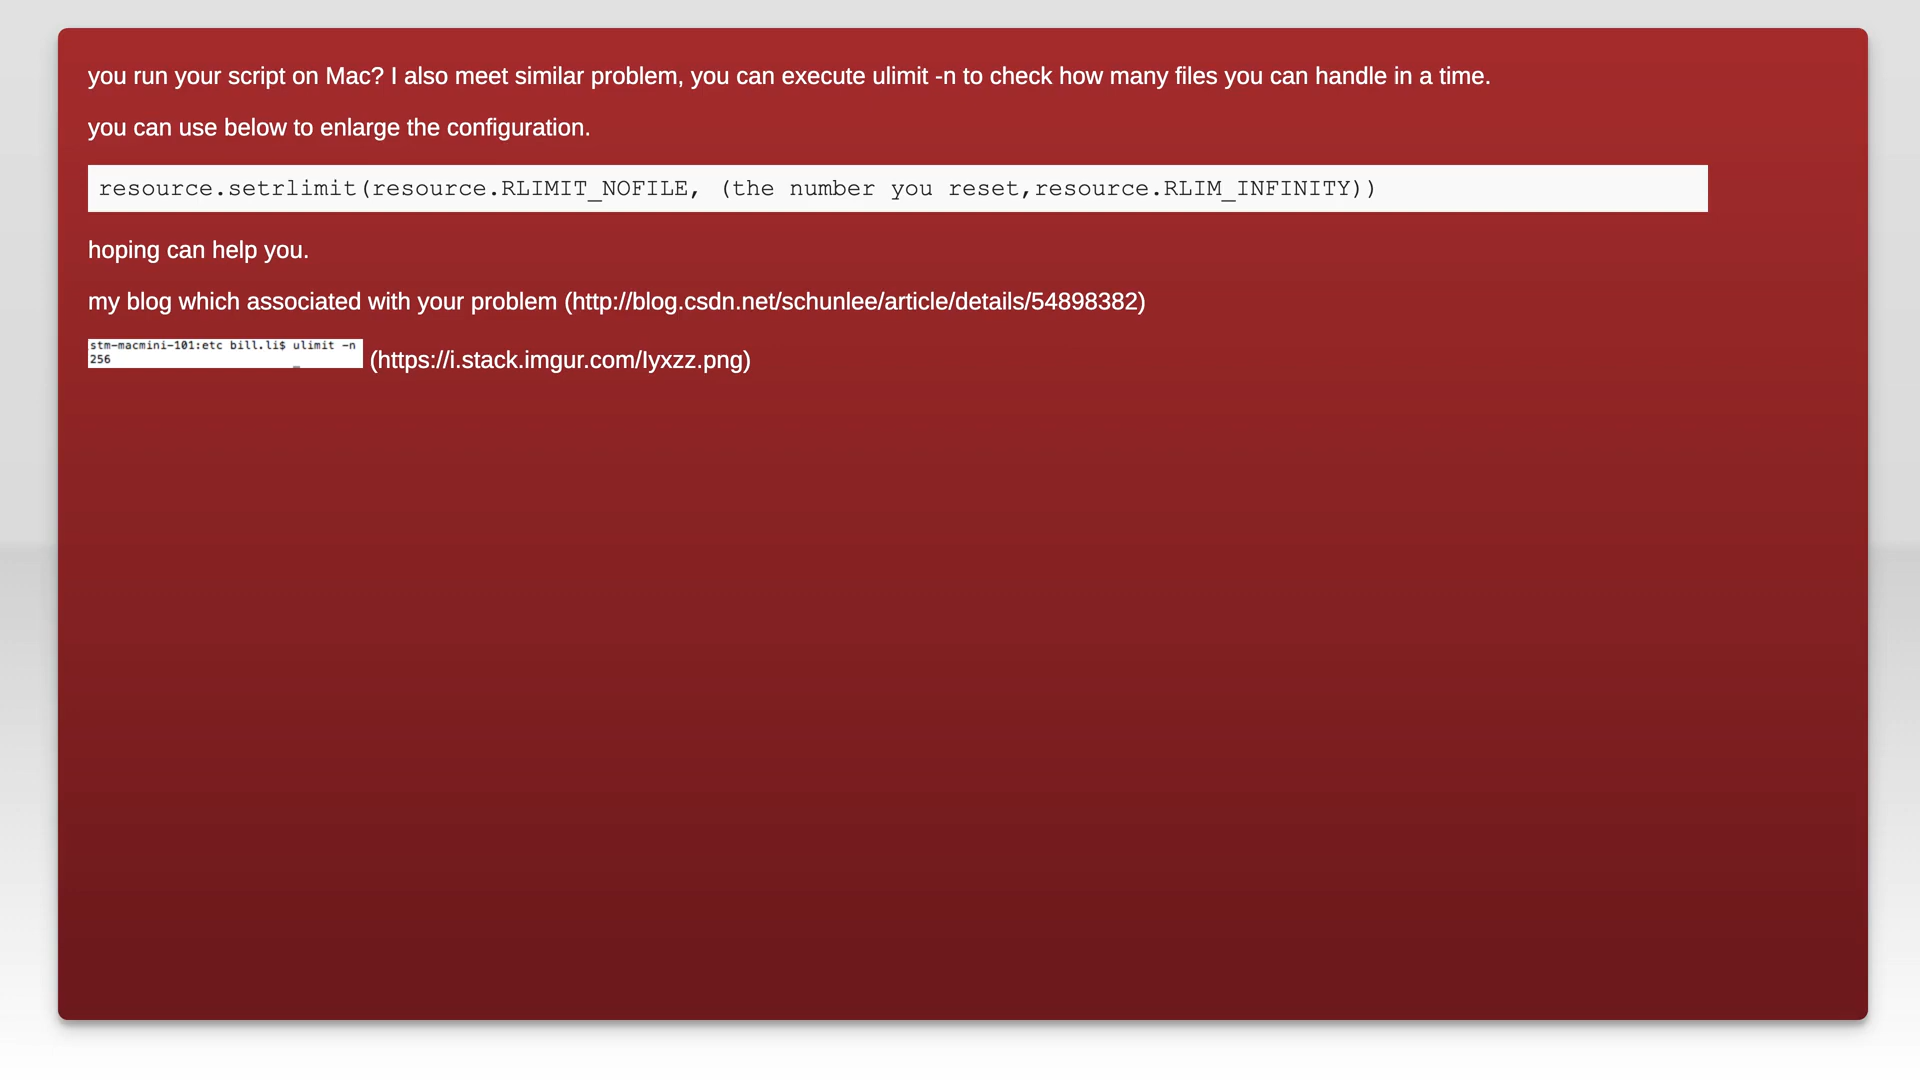 you run your script on Mac? I also meet similar problem, you can execute ulimit -n to check how many files you can handle in a time.
you can use below to enlarge the configuration.
resource.setrlimit(resource.RLIMIT_NOFILE, (the number you reset,resource.RLIM_INFINITY))
hoping can help you.
my blog which associated with your problem (http://blog.csdn.net/schunlee/article/details/54898382)
stm-macmini-101:etc bill.li$ ulimit -n
256
(https://i.stack.imgur.com/Iyxzz.png)